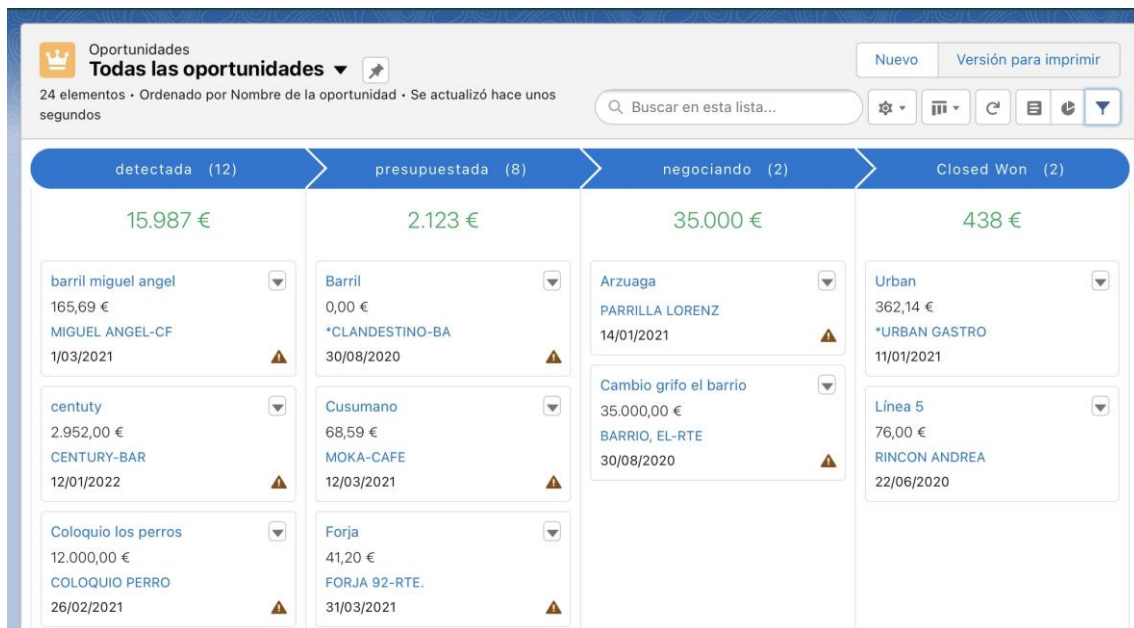 Oportunidades
Todas las oportunidades
24 elementos • Ordenado por Nombre de la oportunidad • Se actualizó hace unos
segundos
Nuevo
Versión para imprimir
Buscar en esta lista...
detectada (12)
presupuestada (8)
negociando (2)
Closed Won (2)
15.987 €
2.123 €
35.000 €
438 €
barril miguel angel
165,69 €
MIGUEL ANGEL-CF
1/03/2021
centuty
2.952,00 €
CENTURY-BAR
12/01/2022
Coloquio los perros
12.000,00 €
COLOQUIO PERRO
26/02/2021
Barril
0,00 €
*CLANDESTINO-BA
30/08/2020
Cusumano
68,59 €
MOKA-CAFE
12/03/2021
Forja
41,20 €
FORJA 92-RTE.
31/03/2021
Arzuaga
PARRILLA LORENZ
14/01/2021
Cambio grifo el barrio
35.000,00 €
BARRIO, EL-RTE
30/08/2020
Urban
362,14 €
*URBAN GASTRO
11/01/2021
Línea 5
76,00 €
RINCON ANDREA
22/06/2020